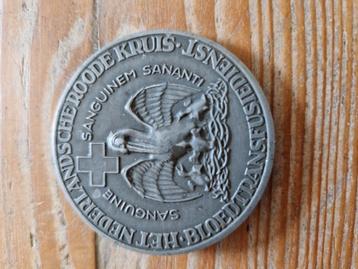 HET NEDERLANDSCHE ROODE KRUIS·BLOEDTRANSFUSIEDIENST·
SANGUINE SANGUINEM SANANTI